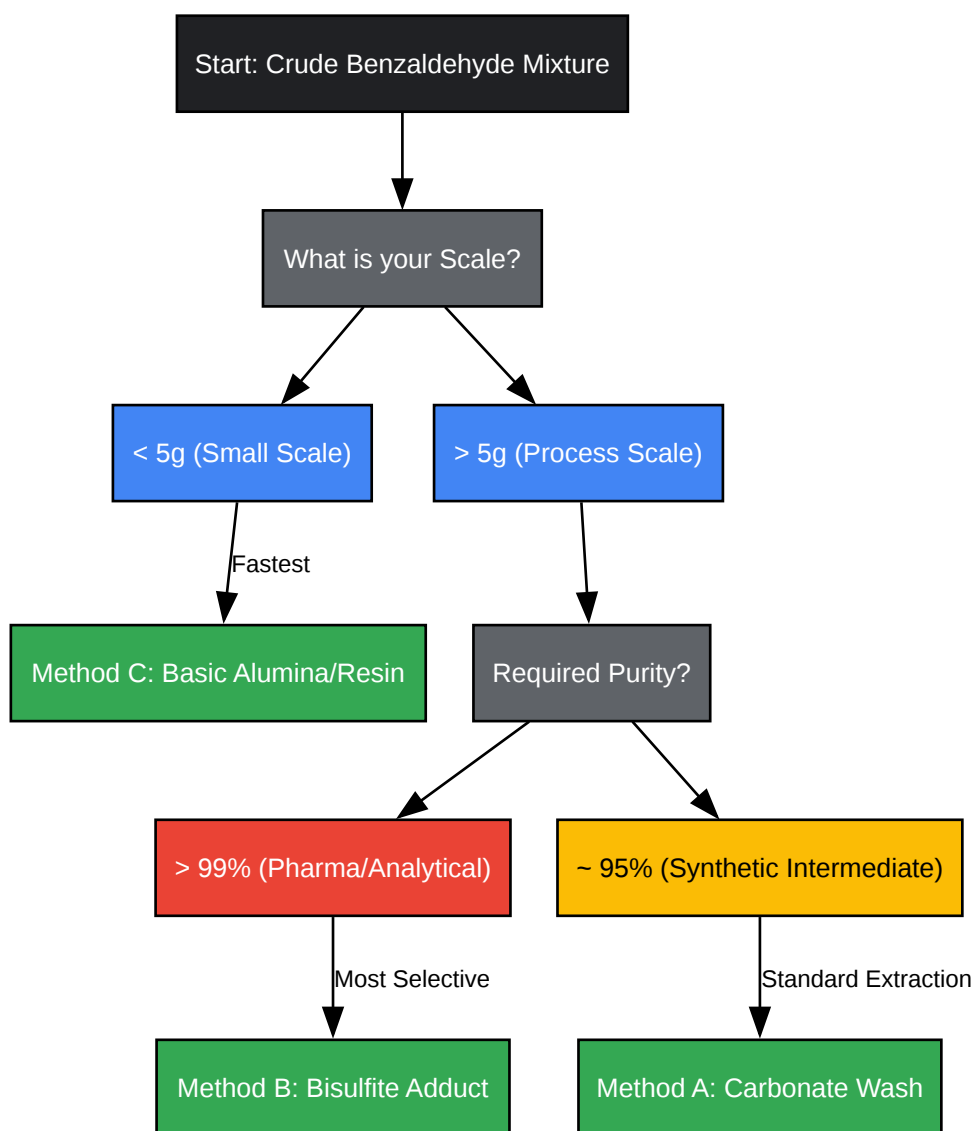 Start: Crude Benzaldehyde Mixture
What is your Scale?
< 5g (Small Scale)
> 5g (Process Scale)
Fastest
Method C: Basic Alumina/Resin
Required Purity?
> 99% (Pharma/Analytical)
~ 95% (Synthetic Intermediate)
Most Selective
Standard Extraction
Method B: Bisulfite Adduct
Method A: Carbonate Wash